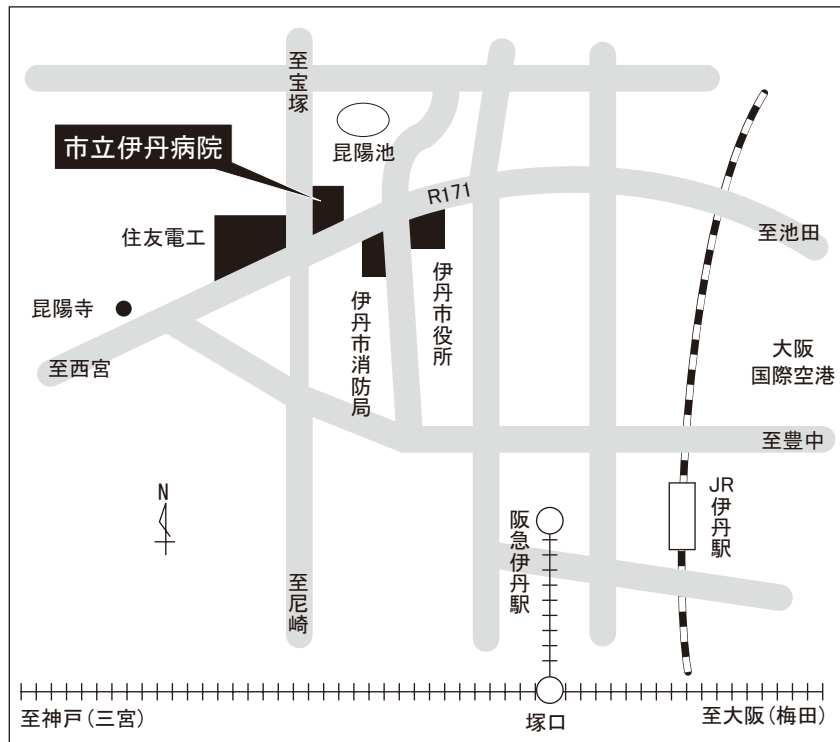 至宝塚
市立伊丹病院
昆陽池
R171
住友電工
至池田
昆陽寺
伊丹市消防局
伊丹市役所
至西宮
大阪
国際空港
至豊中
N
JR
伊丹駅
阪急伊丹駅
至尼崎
至神戸(三宮)
塚口
至大阪(梅田)